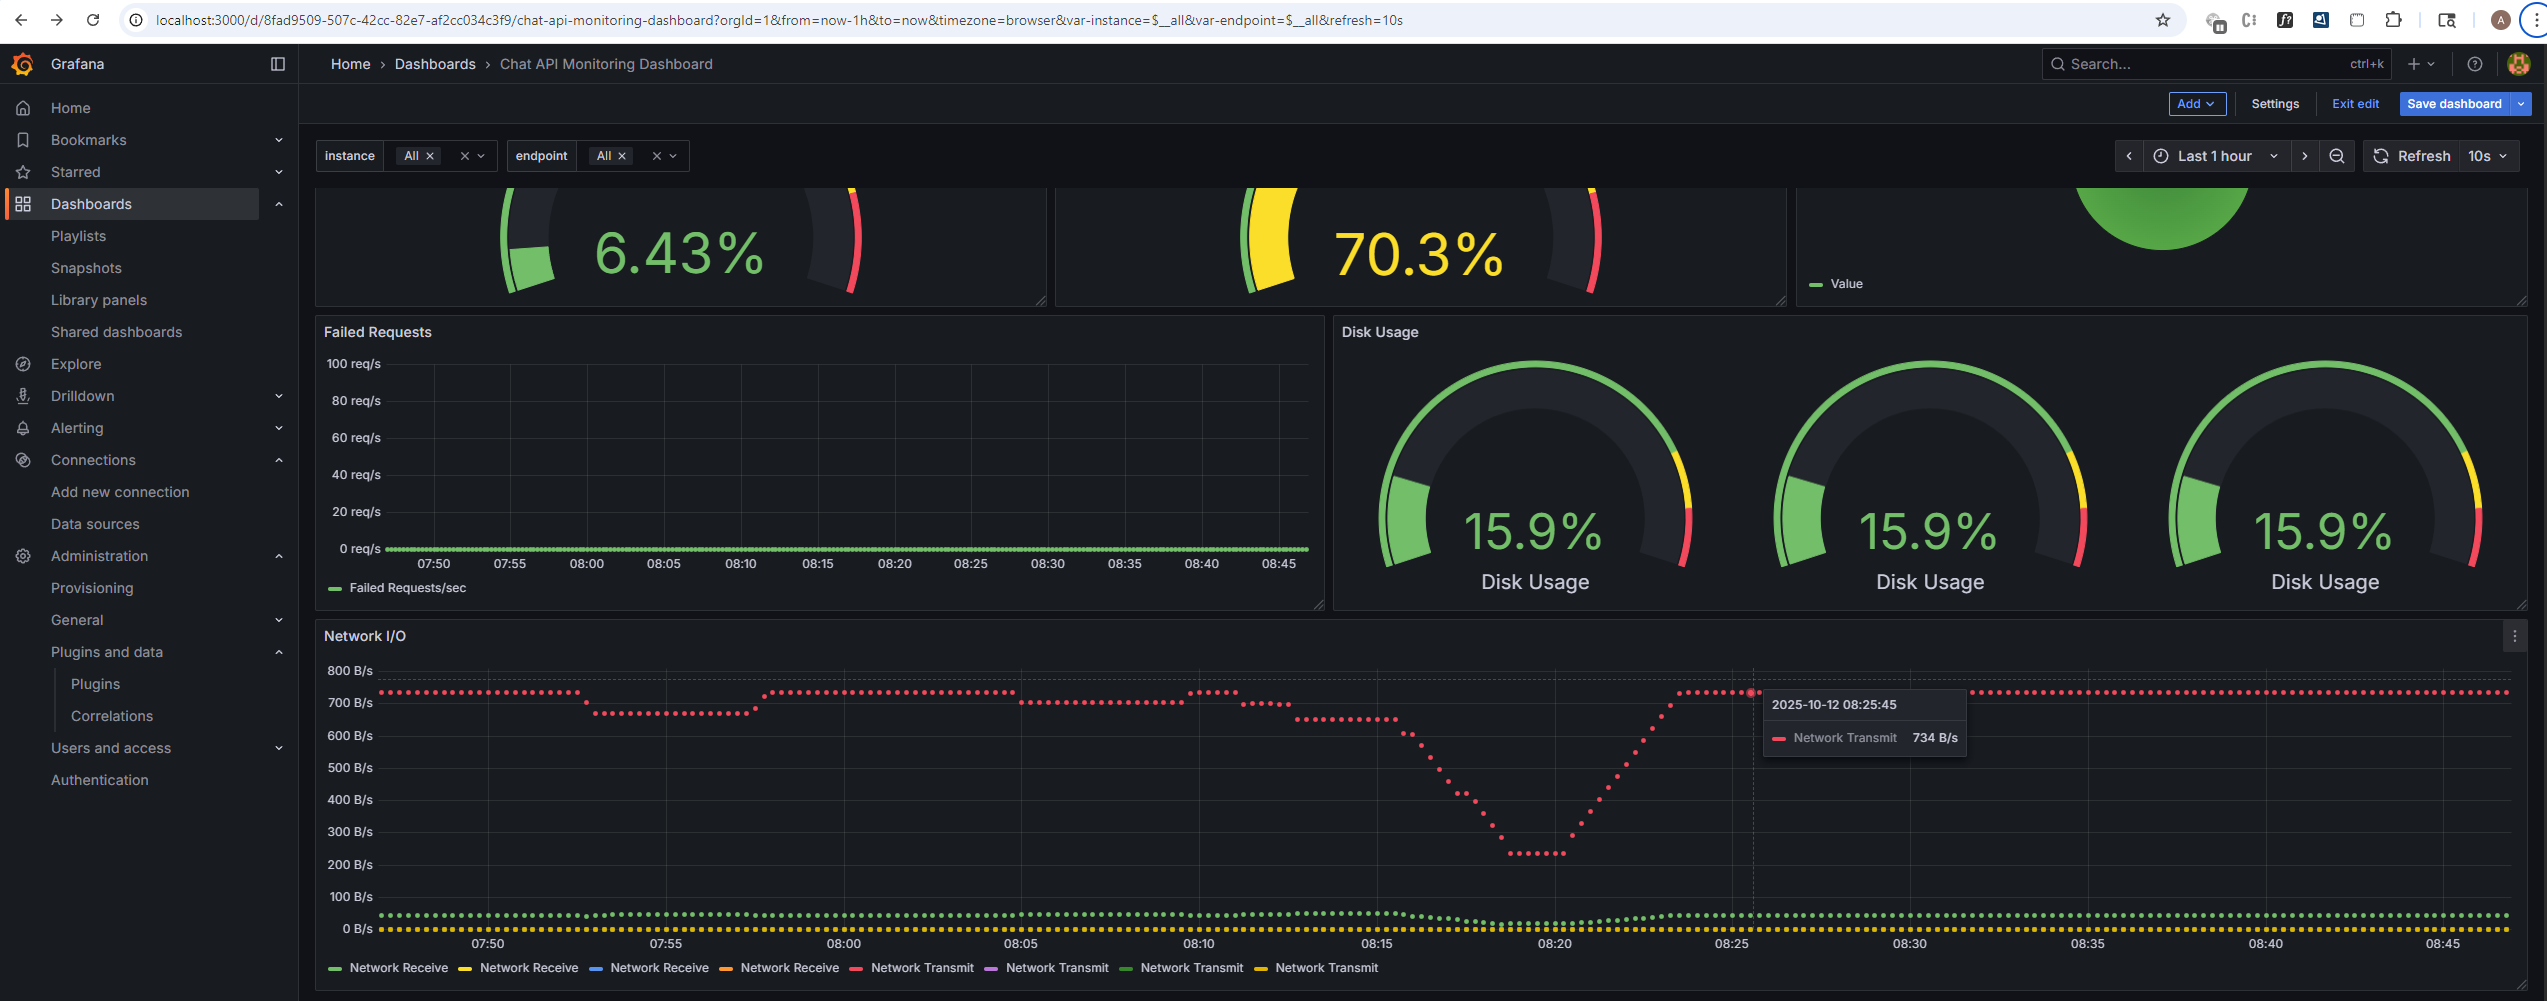 localhost:3000/d/8fad9509-507c-42cc-82e7-af2cc034c3f9/chat-api-monitoring-dashboard?orgId=1&from=now-1h&to=now&timezone=browser&var-instance=$__all&var-endpoint=$__all&refresh=10s
A
Grafana
Home › Dashboards › Chat API Monitoring Dashboard
Search... ctrl+k
Add Settings Exit edit Save dashboard
Home
Bookmarks
Starred
Dashboards
Playlists
Snapshots
Library panels
Shared dashboards
Explore
Drilldown
Alerting
Connections
Add new connection
Data sources
Administration
Provisioning
General
Plugins and data
Plugins
Correlations
Users and access
Authentication
instance All endpoint All
Last 1 hour Refresh 10s
6.43%
70.3%
Value
Failed Requests
100 req/s
80 req/s
60 req/s
40 req/s
20 req/s
0 req/s
07:50 07:55 08:00 08:05 08:10 08:15 08:20 08:25 08:30 08:35 08:40 08:45
Failed Requests/sec
Disk Usage
15.9% 15.9% 15.9%
Disk Usage Disk Usage Disk Usage
Network I/O
800 B/s
700 B/s
600 B/s
500 B/s
400 B/s
300 B/s
200 B/s
100 B/s
0 B/s
2025-10-12 08:25:45
Network Transmit 734 B/s
07:50 07:55 08:00 08:05 08:10 08:15 08:20 08:25 08:30 08:35 08:40 08:45
Network Receive Network Receive Network Receive Network Receive Network Transmit Network Transmit Network Transmit Network Transmit